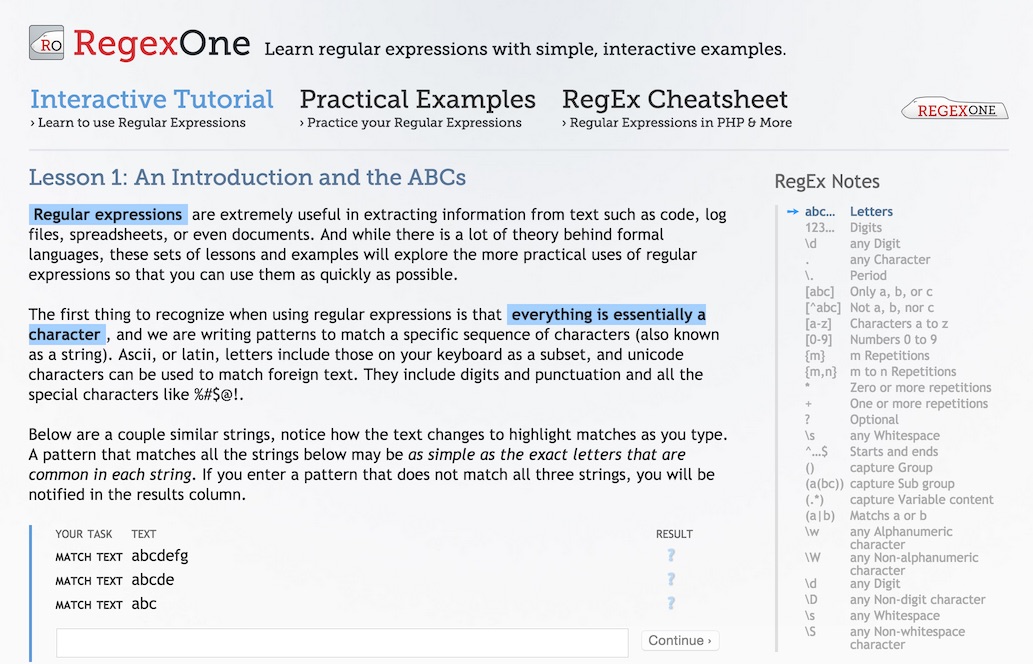 RO RegexOne Learn regular expressions with simple, interactive examples.
Interactive Tutorial Practical Examples RegEx Cheatsheet
› Learn to use Regular Expressions › Practice your Regular Expressions › Regular Expressions in PHP & More
REGEXONE
Lesson 1: An Introduction and the ABCs
Regular expressions are extremely useful in extracting information from text such as code, log
files, spreadsheets, or even documents. And while there is a lot of theory behind formal
languages, these sets of lessons and examples will explore the more practical uses of regular
expressions so that you can use them as quickly as possible.
The first thing to recognize when using regular expressions is that everything is essentially a
character , and we are writing patterns to match a specific sequence of characters (also known
as a string). Ascii, or latin, letters include those on your keyboard as a subset, and unicode
characters can be used to match foreign text. They include digits and punctuation and all the
special characters like %#$@!.
Below are a couple similar strings, notice how the text changes to highlight matches as you type.
A pattern that matches all the strings below may be as simple as the exact letters that are
common in each string. If you enter a pattern that does not match all three strings, you will be
notified in the results column.
YOUR TASK TEXT RESULT
MATCH TEXT abcdefg ?
MATCH TEXT abcde ?
MATCH TEXT abc ?
Continue ›
RegEx Notes
→ abc... Letters
123... Digits
\d any Digit
. any Character
\. Period
[abc] Only a, b, or c
[^abc] Not a, b, nor c
[a-z] Characters a to z
[0-9] Numbers 0 to 9
{m} m Repetitions
{m,n} m to n Repetitions
* Zero or more repetitions
+ One or more repetitions
? Optional
\s any Whitespace
^...$ Starts and ends
() capture Group
(a(bc)) capture Sub group
(.*) capture Variable content
(a|b) Matchs a or b
\w any Alphanumeric
character
\W any Non-alphanumeric
character
\d any Digit
\D any Non-digit character
\s any Whitespace
\S any Non-whitespace
character